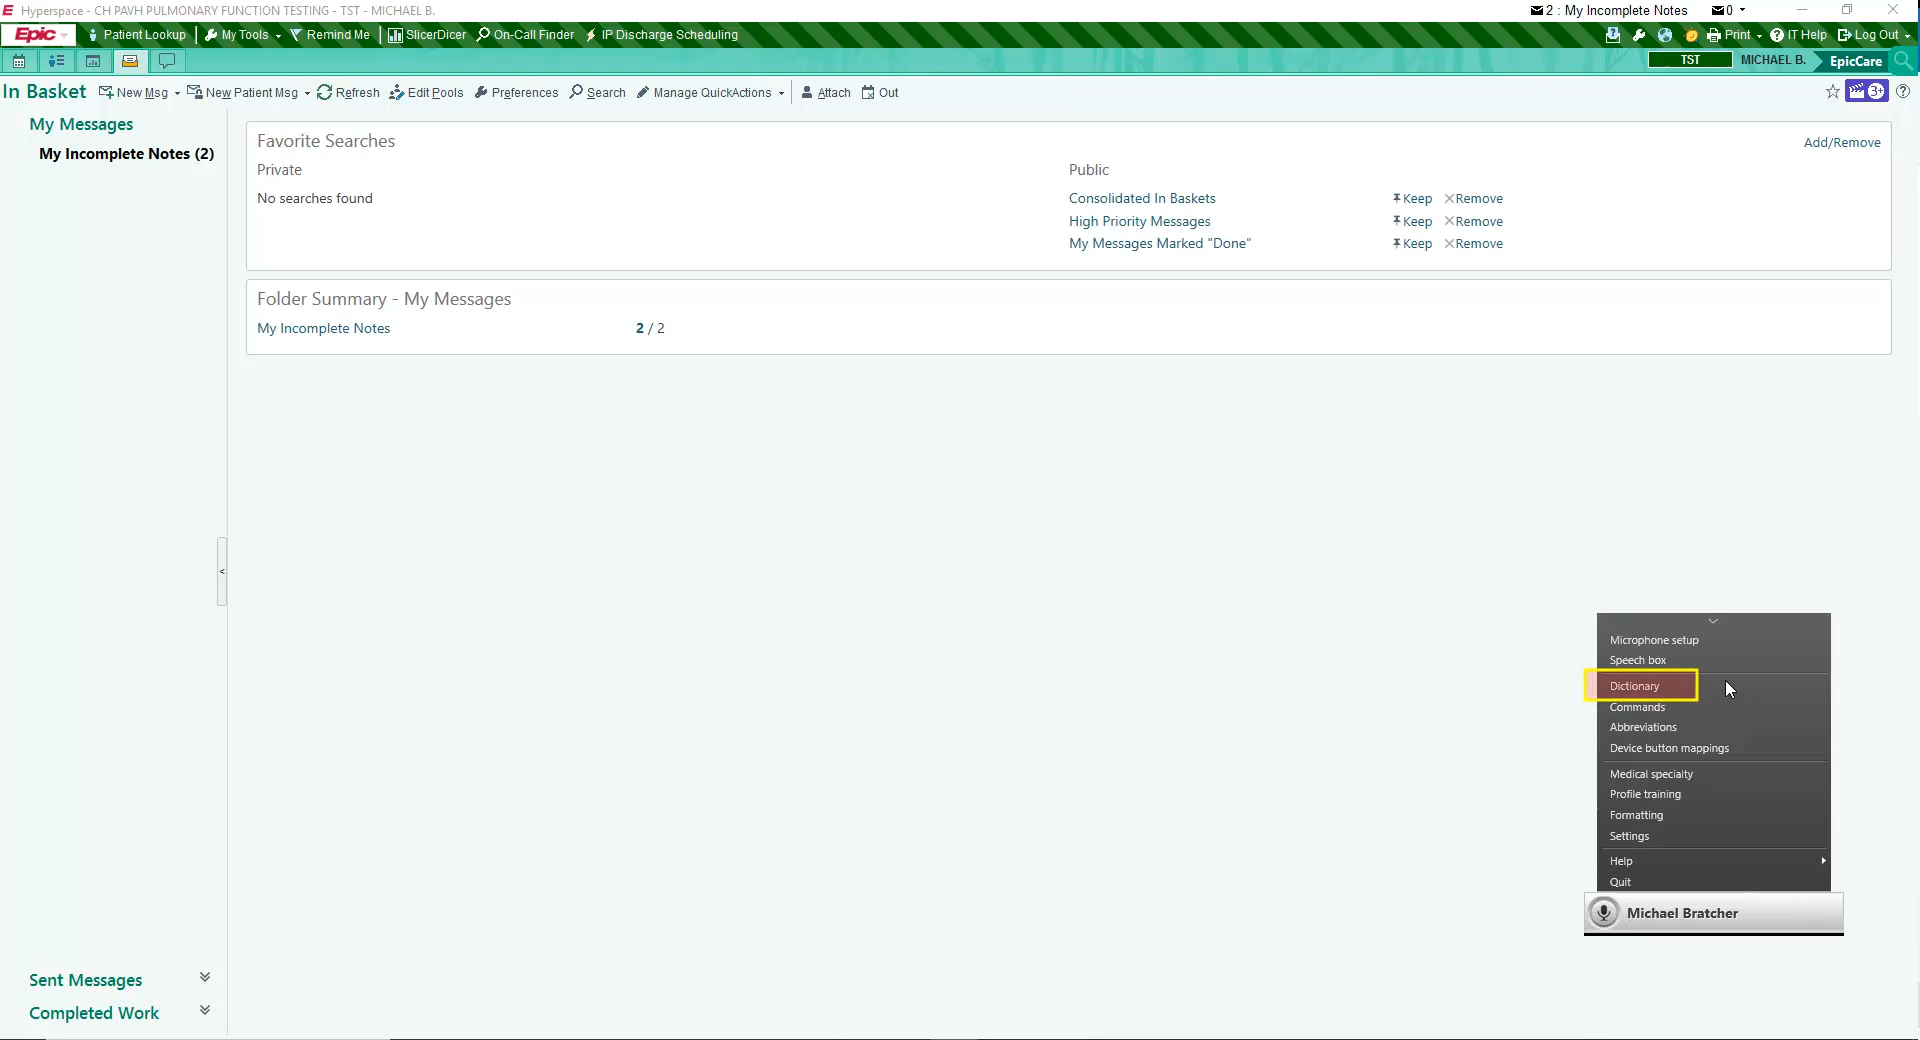 Hyperspace - CH PAVH PULMONARY FUNCTION TESTING - TST - MICHAEL B.
2 : My Incomplete Notes
0
Epic
Patient Lookup
My Tools
Remind Me
SlicerDicer
On-Call Finder
IP Discharge Scheduling
Print
IT Help
Log Out
TST
MICHAEL B.
EpicCare
In Basket
New Msg
New Patient Msg
Refresh
Edit Pools
Preferences
Search
Manage QuickActions
Attach
Out
3+
My Messages
My Incomplete Notes (2)
Favorite Searches
Add/Remove
Private
Public
No searches found
Consolidated In Baskets
Keep
Remove
High Priority Messages
Keep
Remove
My Messages Marked "Done"
Keep
Remove
Folder Summary - My Messages
My Incomplete Notes
2 / 2
Microphone setup
Speech box
Dictionary
Commands
Abbreviations
Device button mappings
Medical specialty
Profile training
Formatting
Settings
Help
Quit
Michael Bratcher
Sent Messages
Completed Work